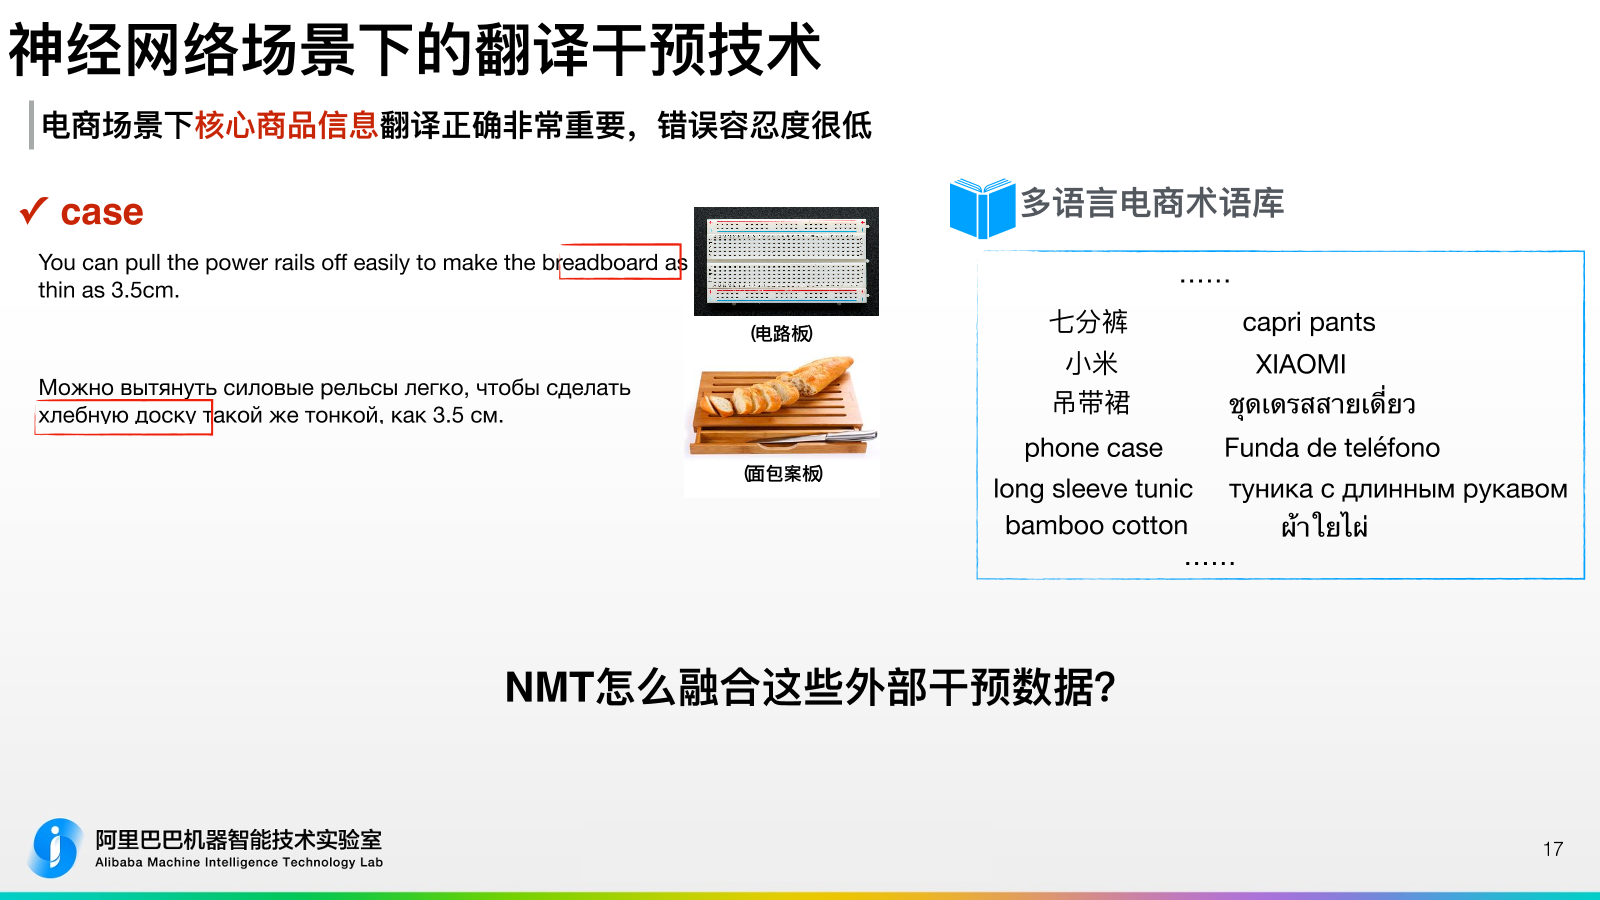 神经网络场景下的翻译干预技术
电商场景下核心商品信息翻译正确非常重要，错误容忍度很低
✓ case
You can pull the power rails off easily to make the breadboard as
thin as 3.5cm.
(电路板)
Можно вытянуть силовые рельсы легко, чтобы сделать
хлебную доску такой же тонкой, как 3.5 см.
(面包案板)
多语言电商术语库
......
七分裤 capri pants
小米 XIAOMI
吊带裙 ชุดเดรสสายเดี่ยว
phone case Funda de teléfono
long sleeve tunic туника с длинным рукавом
bamboo cotton ผ้าใยไผ่
......
NMT怎么融合这些外部干预数据？
阿里巴巴机器智能技术实验室
Alibaba Machine Intelligence Technology Lab
17